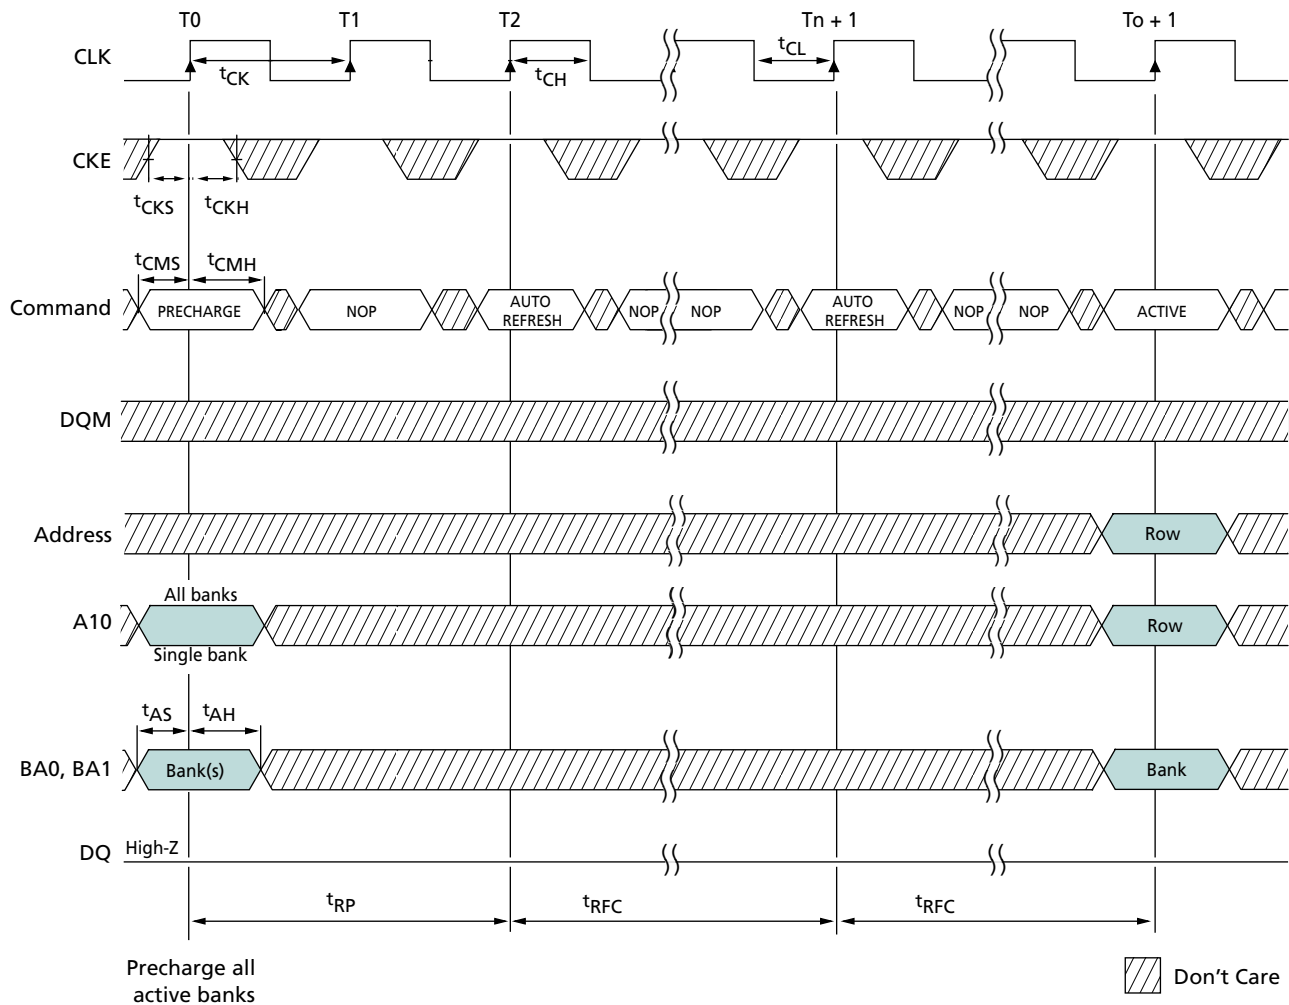 T0 T1 T2 Tn + 1 To + 1
CLK
tCK tCH tCL
CKE
tCKS tCKH
tCMS tCMH
Command PRECHARGE NOP AUTO REFRESH NOP NOP AUTO REFRESH NOP NOP ACTIVE
DQM
Address Row
All banks
A10 Row
Single bank
tAS tAH
BA0, BA1 Bank(s) Bank
DQ High-Z
tRP tRFC tRFC
Precharge all
active banks
Don't Care